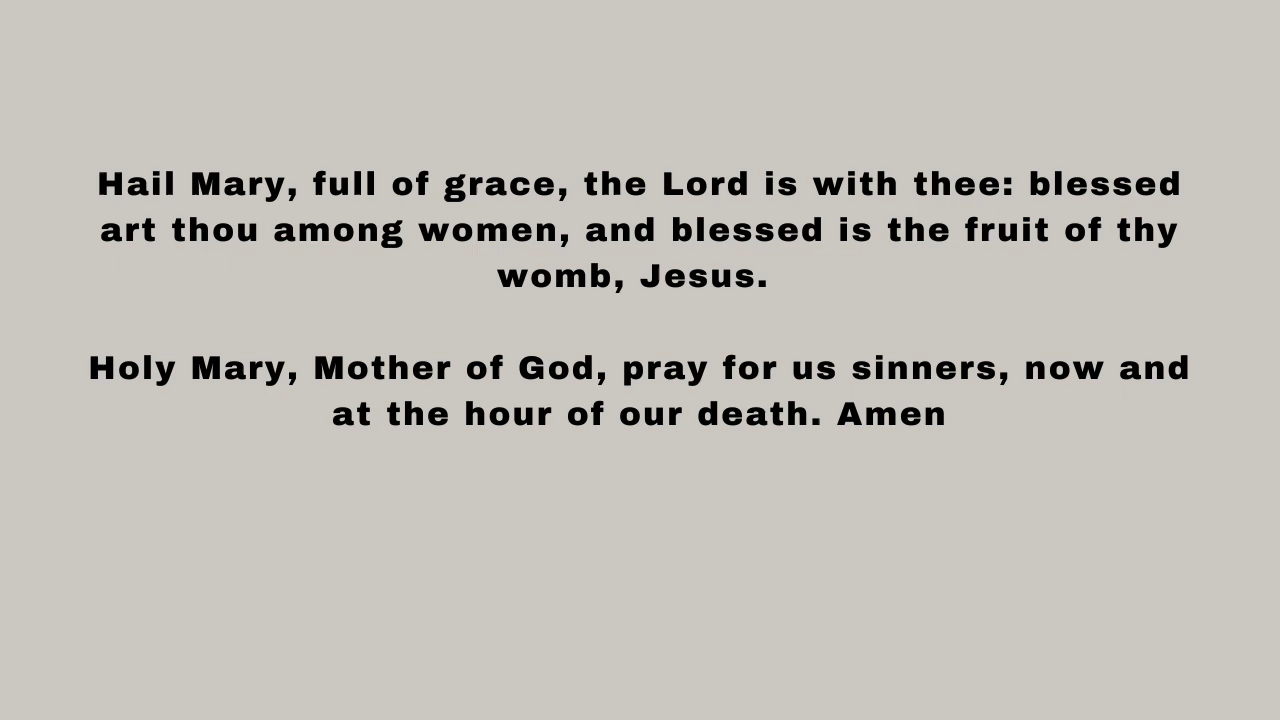 Hail Mary, full of grace, the Lord is with thee: blessed
art thou among women, and blessed is the fruit of thy
womb, Jesus.
Holy Mary, Mother of God, pray for us sinners, now and
at the hour of our death. Amen